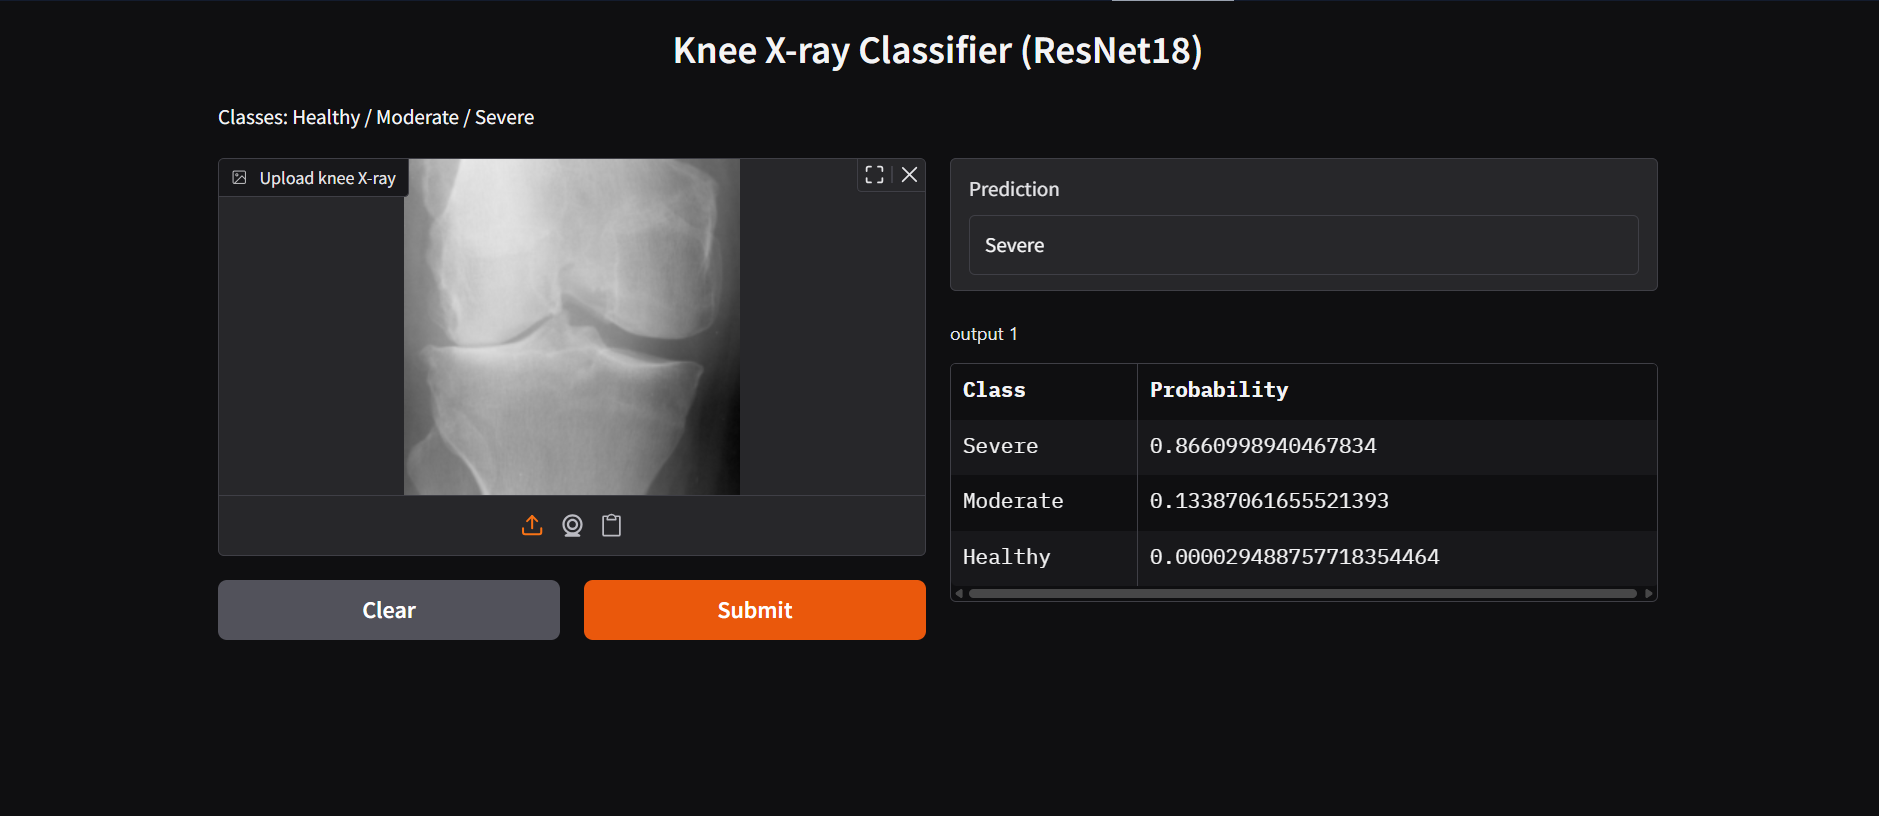 Knee X-ray Classifier (ResNet18)
Classes: Healthy / Moderate / Severe
Upload knee X-ray
Clear
Submit
Prediction
Severe
output 1
Class Probability
Severe 0.8660998940467834
Moderate 0.13387061655521393
Healthy 0.000029488757718354464